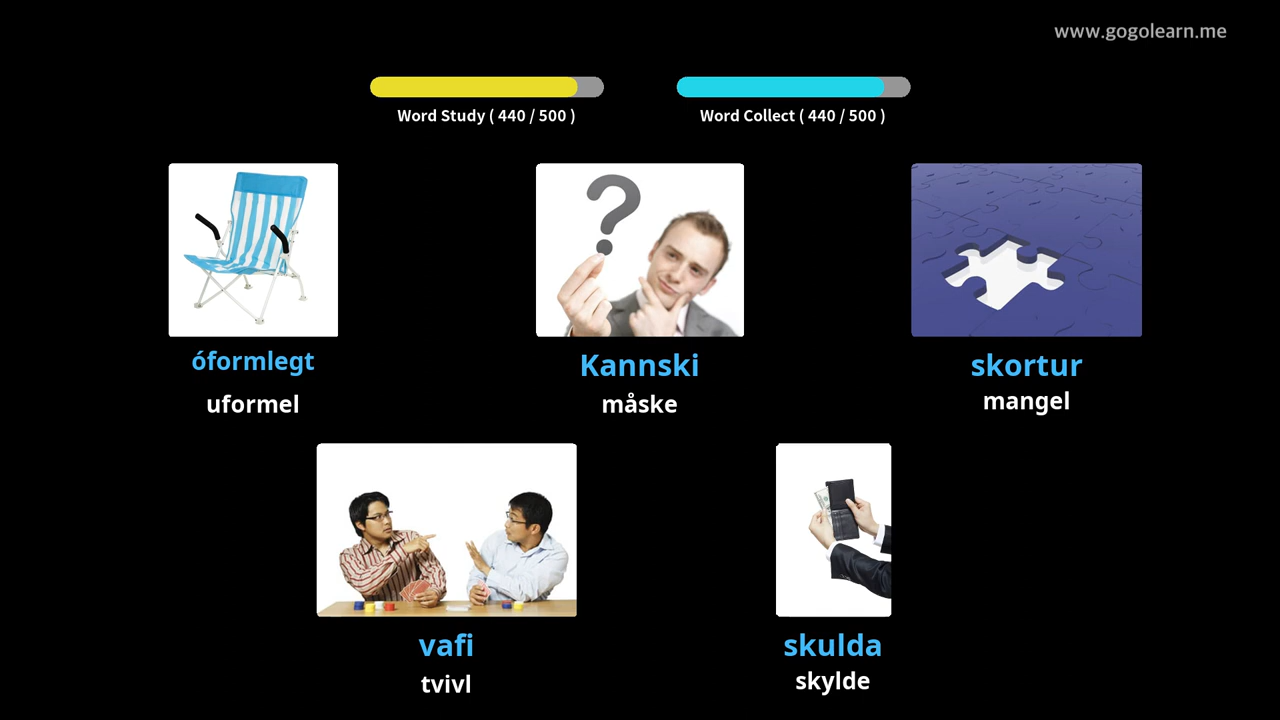 www.gogolearn.me
Word Study ( 440 / 500 )
Word Collect ( 440 / 500 )
óformlegt
uformel
Kannski
måske
skortur
mangel
vafi
tvivl
skulda
skylde